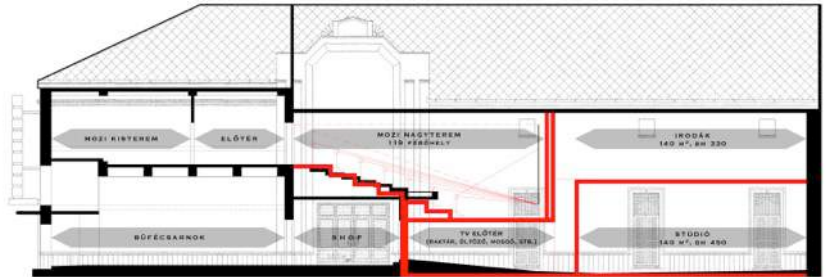 MOZI KISTEREM
ELŐTÉR
MOZI NAGYTEREM
119 FÉRŐHELY
IRODÁK
140 M², BM 330
BÜFÉCSARNOK
SHOP
TV ELŐTÉR
(RAKTÁR, ÖLTÖZŐ, MOSDÓ, STB.)
STÚDIÓ
140 M², BM 450